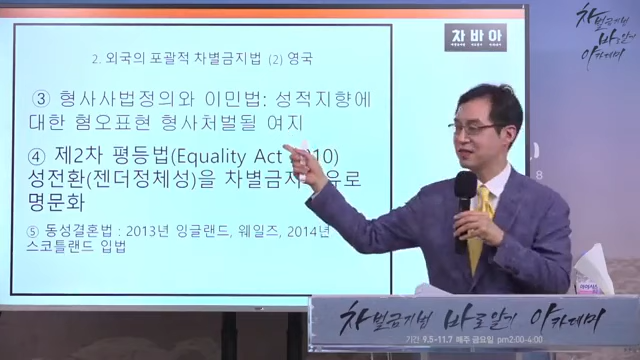 차바아
차별금지법
바로알기
아카데미
2. 외국의 포괄적 차별금지법 (2) 영국
③ 형사사법정의와 이민법: 성적지향에
대한 혐오표현 형사처벌될 여지
④ 제2차 평등법(Equality Act 10)
성전환(젠더정체성)을 차별금지 유로
명문화
⑤ 동성결혼법 : 2013년 잉글랜드, 웨일즈, 2014년
스코틀랜드 입법
8
차별금지법 바로알기 아카데미
기간 9.5-11.7 매주 금요일 pm2:00-4:00